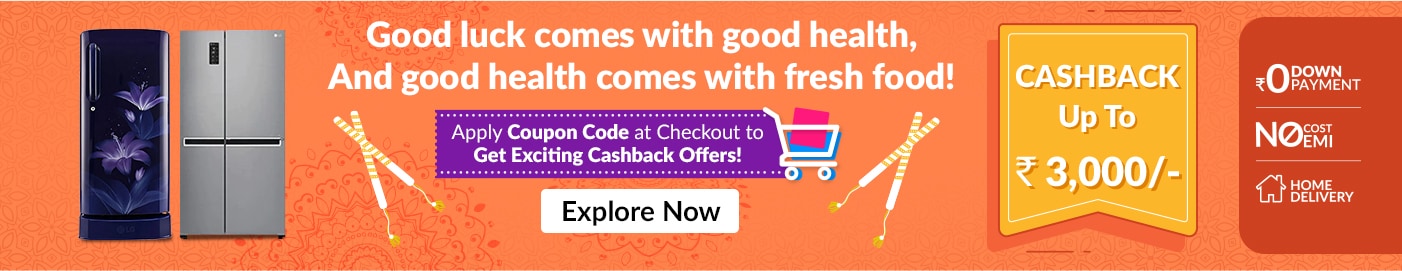 Good luck comes with good health,
And good health comes with fresh food!
Apply Coupon Code at Checkout to
Get Exciting Cashback Offers!
Explore Now
CASHBACK
Up To
₹ 3,000/-
₹0 DOWN
PAYMENT
NO COST
EMI
HOME
DELIVERY
LG